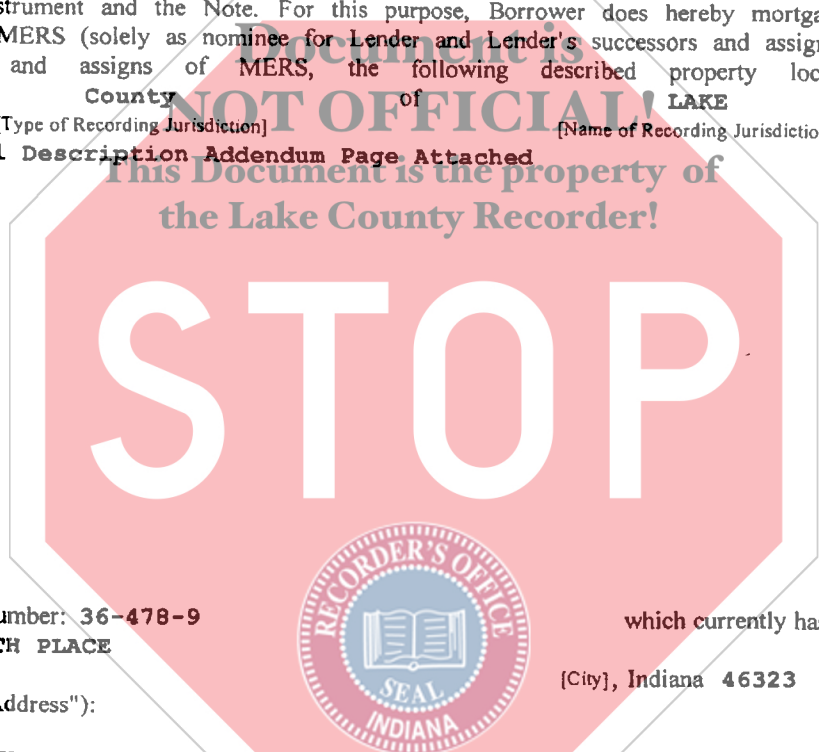 strument and the Note. For this purpose, Borrower does hereby mortga
MERS (solely as nominee for Lender and Lender's successors and assign
and assigns of MERS, the following described property loc
Document is
County of LAKE
NOT OFFICIAL!
[Type of Recording Jurisdiction] [Name of Recording Jurisdictio
l Description Addendum Page Attached
This Document is the property of
the Lake County Recorder!
STOP
RECORDER'S OFFICE
SEAL
INDIANA
umber: 36-478-9 which currently has
TH PLACE
[City], Indiana 46323
Address"):